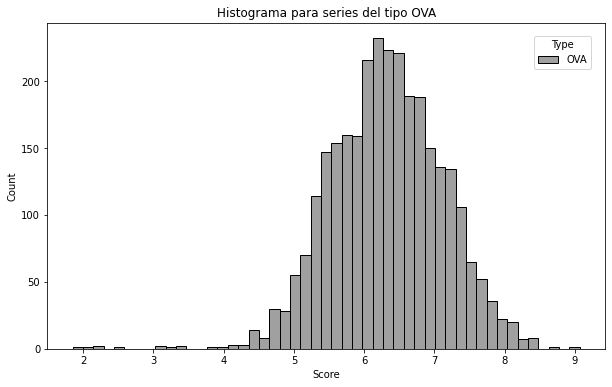 Histograma para series del tipo OVA
Type
OVA
200
150
100
50
0
Count
2 3 4 5 6 7 8 9
Score